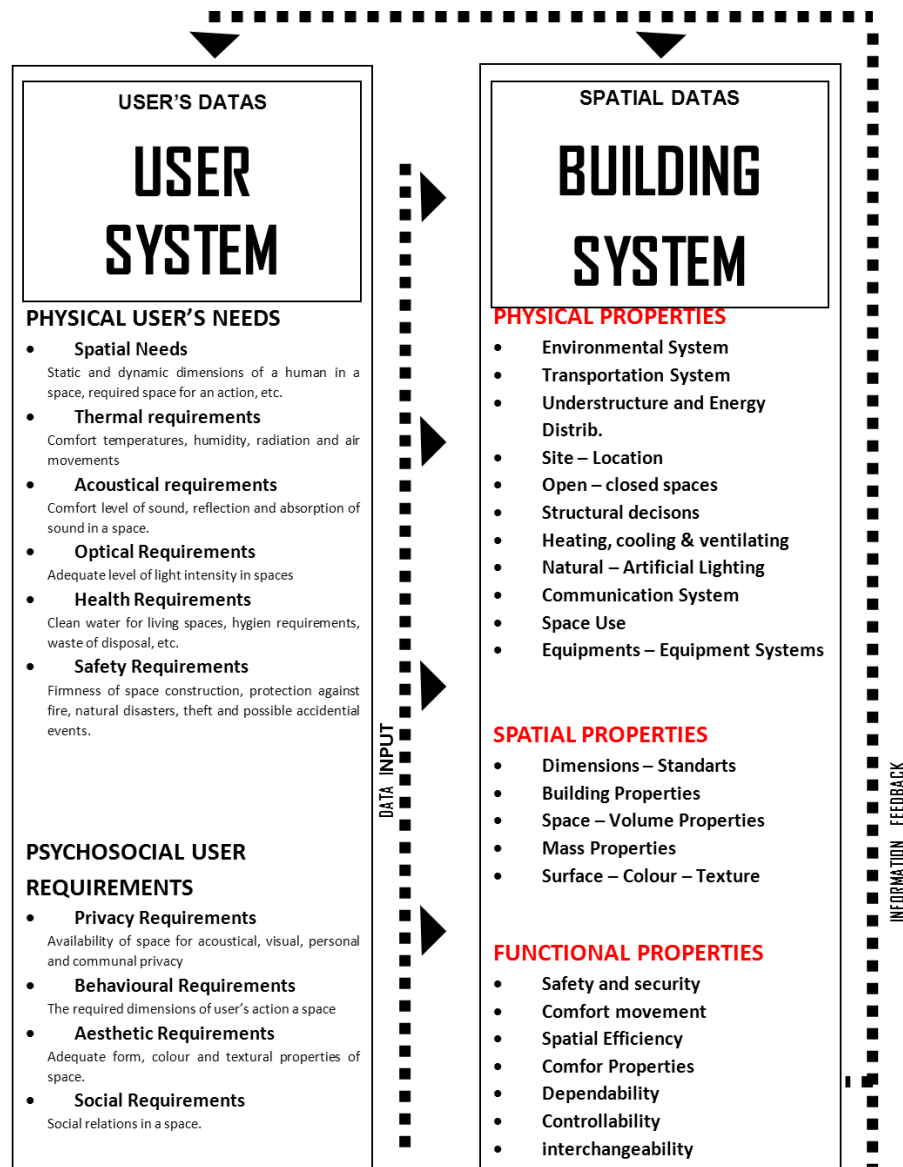 USER'S DATAS
USER
SYSTEM
PHYSICAL USER'S NEEDS
• Spatial Needs
Static and dynamic dimensions of a human in a
space, required space for an action, etc.
• Thermal requirements
Comfort temperatures, humidity, radiation and air
movements
• Acoustical requirements
Comfort level of sound, reflection and absorption of
sound in a space.
• Optical Requirements
Adequate level of light intensity in spaces
• Health Requirements
Clean water for living spaces, hygien requirements,
waste of disposal, etc.
• Safety Requirements
Firmness of space construction, protection against
fire, natural disasters, theft and possible accidential
events.
PSYCHOSOCIAL USER
REQUIREMENTS
• Privacy Requirements
Availability of space for acoustical, visual, personal
and communal privacy
• Behavioural Requirements
The required dimensions of user's action a space
• Aesthetic Requirements
Adequate form, colour and textural properties of
space.
• Social Requirements
Social relations in a space.
DATA INPUT
SPATIAL DATAS
BUILDING
SYSTEM
PHYSICAL PROPERTIES
• Environmental System
• Transportation System
• Understructure and Energy
Distrib.
• Site – Location
• Open – closed spaces
• Structural decisons
• Heating, cooling & ventilating
• Natural – Artificial Lighting
• Communication System
• Space Use
• Equipments – Equipment Systems
SPATIAL PROPERTIES
• Dimensions – Standarts
• Building Properties
• Space – Volume Properties
• Mass Properties
• Surface – Colour – Texture
FUNCTIONAL PROPERTIES
• Safety and security
• Comfort movement
• Spatial Efficiency
• Comfor Properties
• Dependability
• Controllability
• interchangeability
INFORMATION FEEDBACK